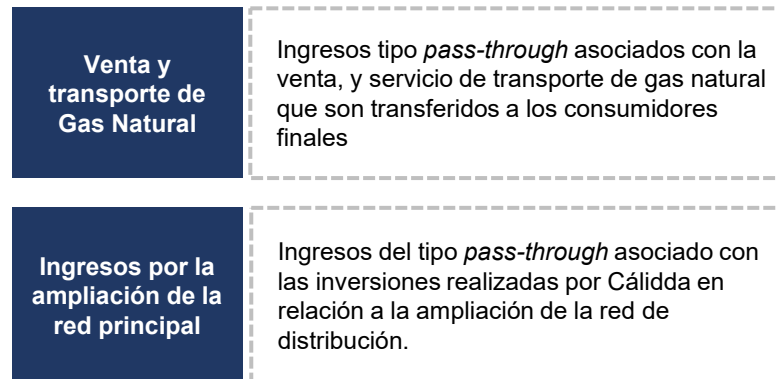 Venta y
transporte de
Gas Natural
Ingresos tipo pass-through asociados con la
venta, y servicio de transporte de gas natural
que son transferidos a los consumidores
finales
Ingresos por la
ampliación de la
red principal
Ingresos del tipo pass-through asociado con
las inversiones realizadas por Cálidda en
relación a la ampliación de la red de
distribución.